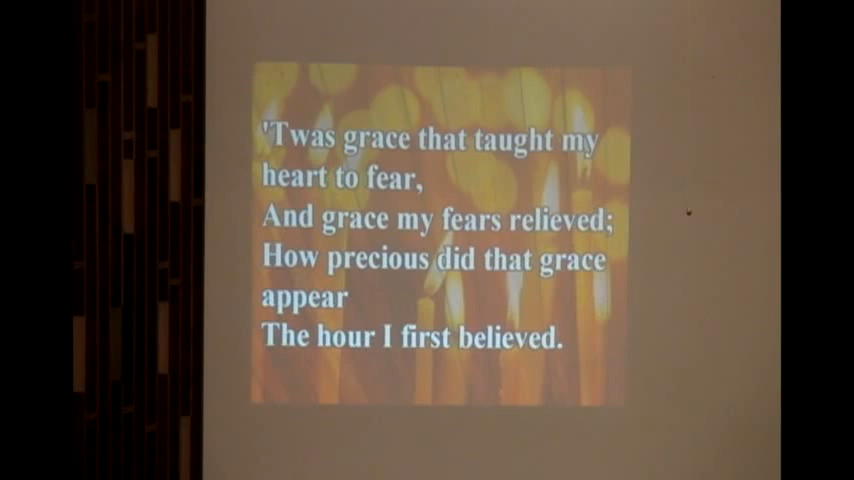 'Twas grace that taught my
heart to fear,
And grace my fears relieved;
How precious did that grace
appear
The hour I first believed.